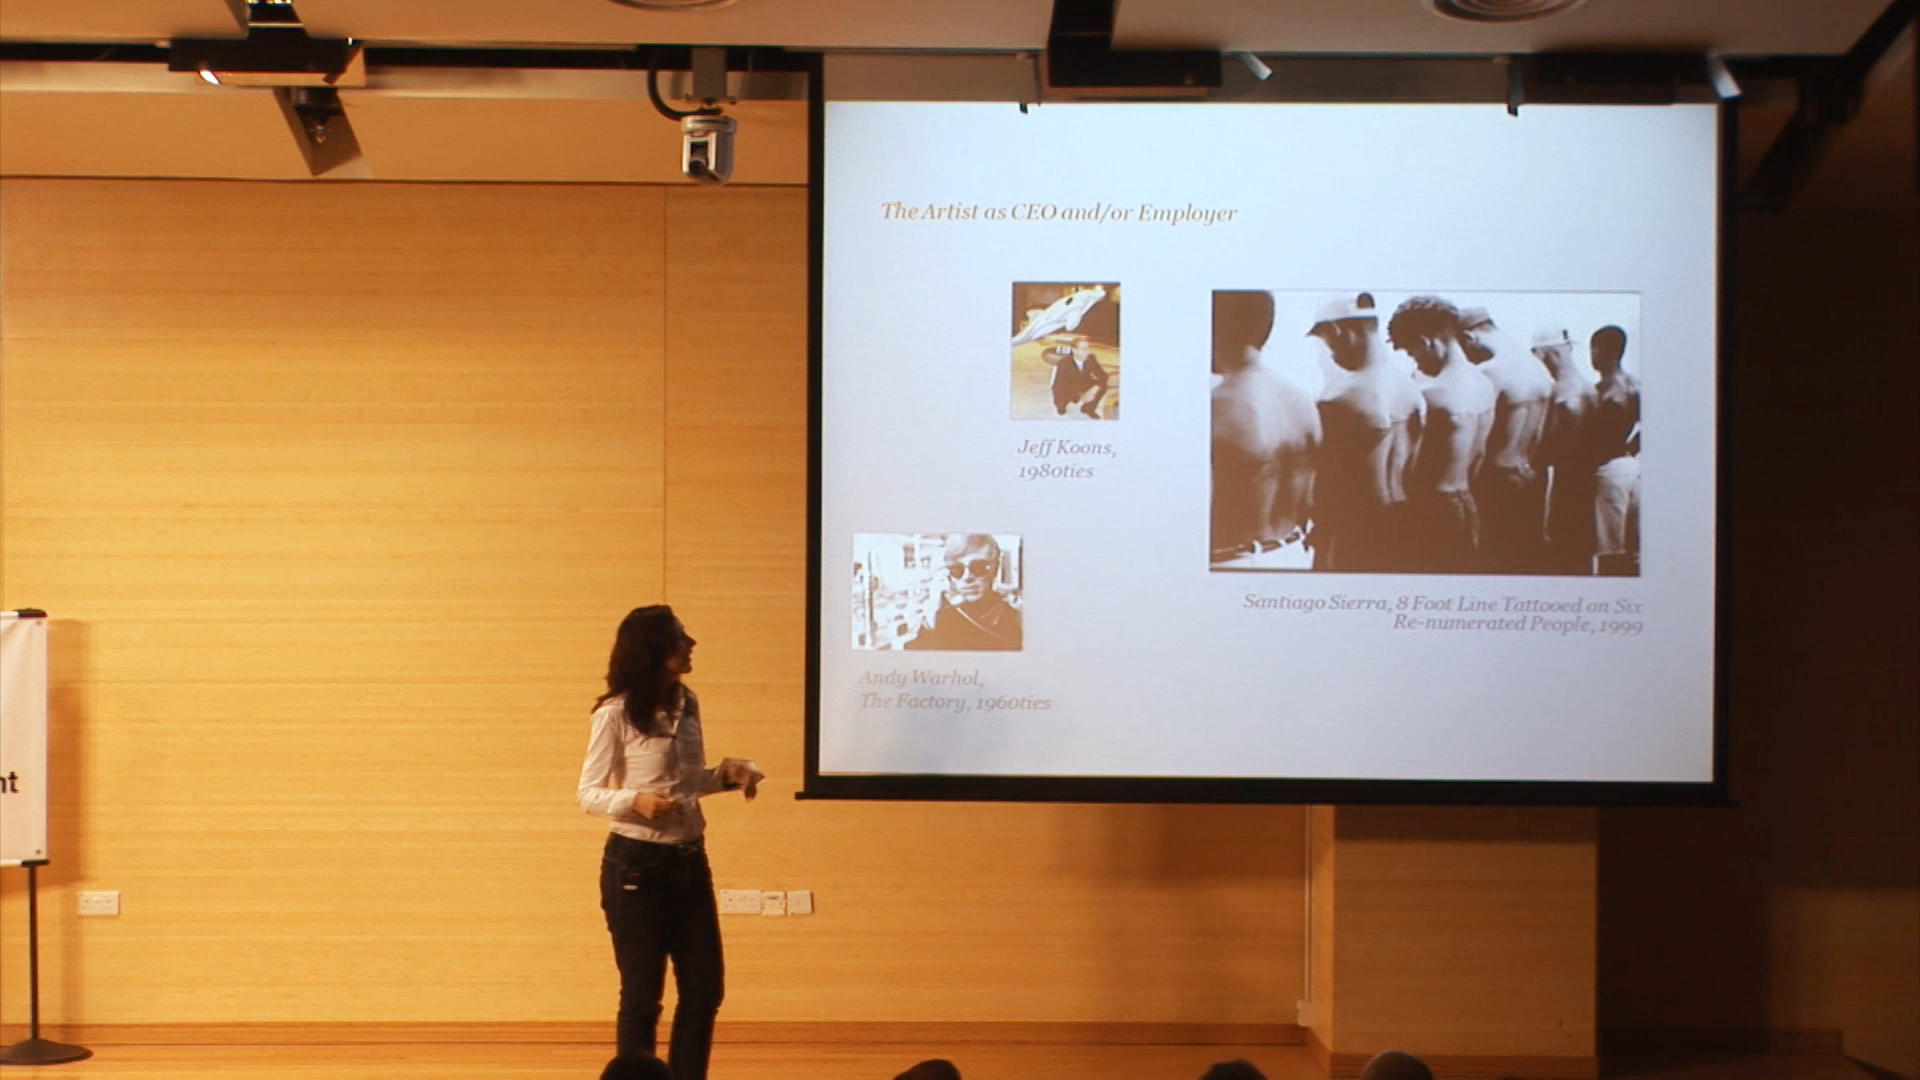 The Artist as CEO and/or Employer
Jeff Koons,
1980ties
Santiago Sierra, 8 Foot Line Tattooed on Six
Re-numerated People, 1999
Andy Warhol,
The Factory, 1960ties
nt